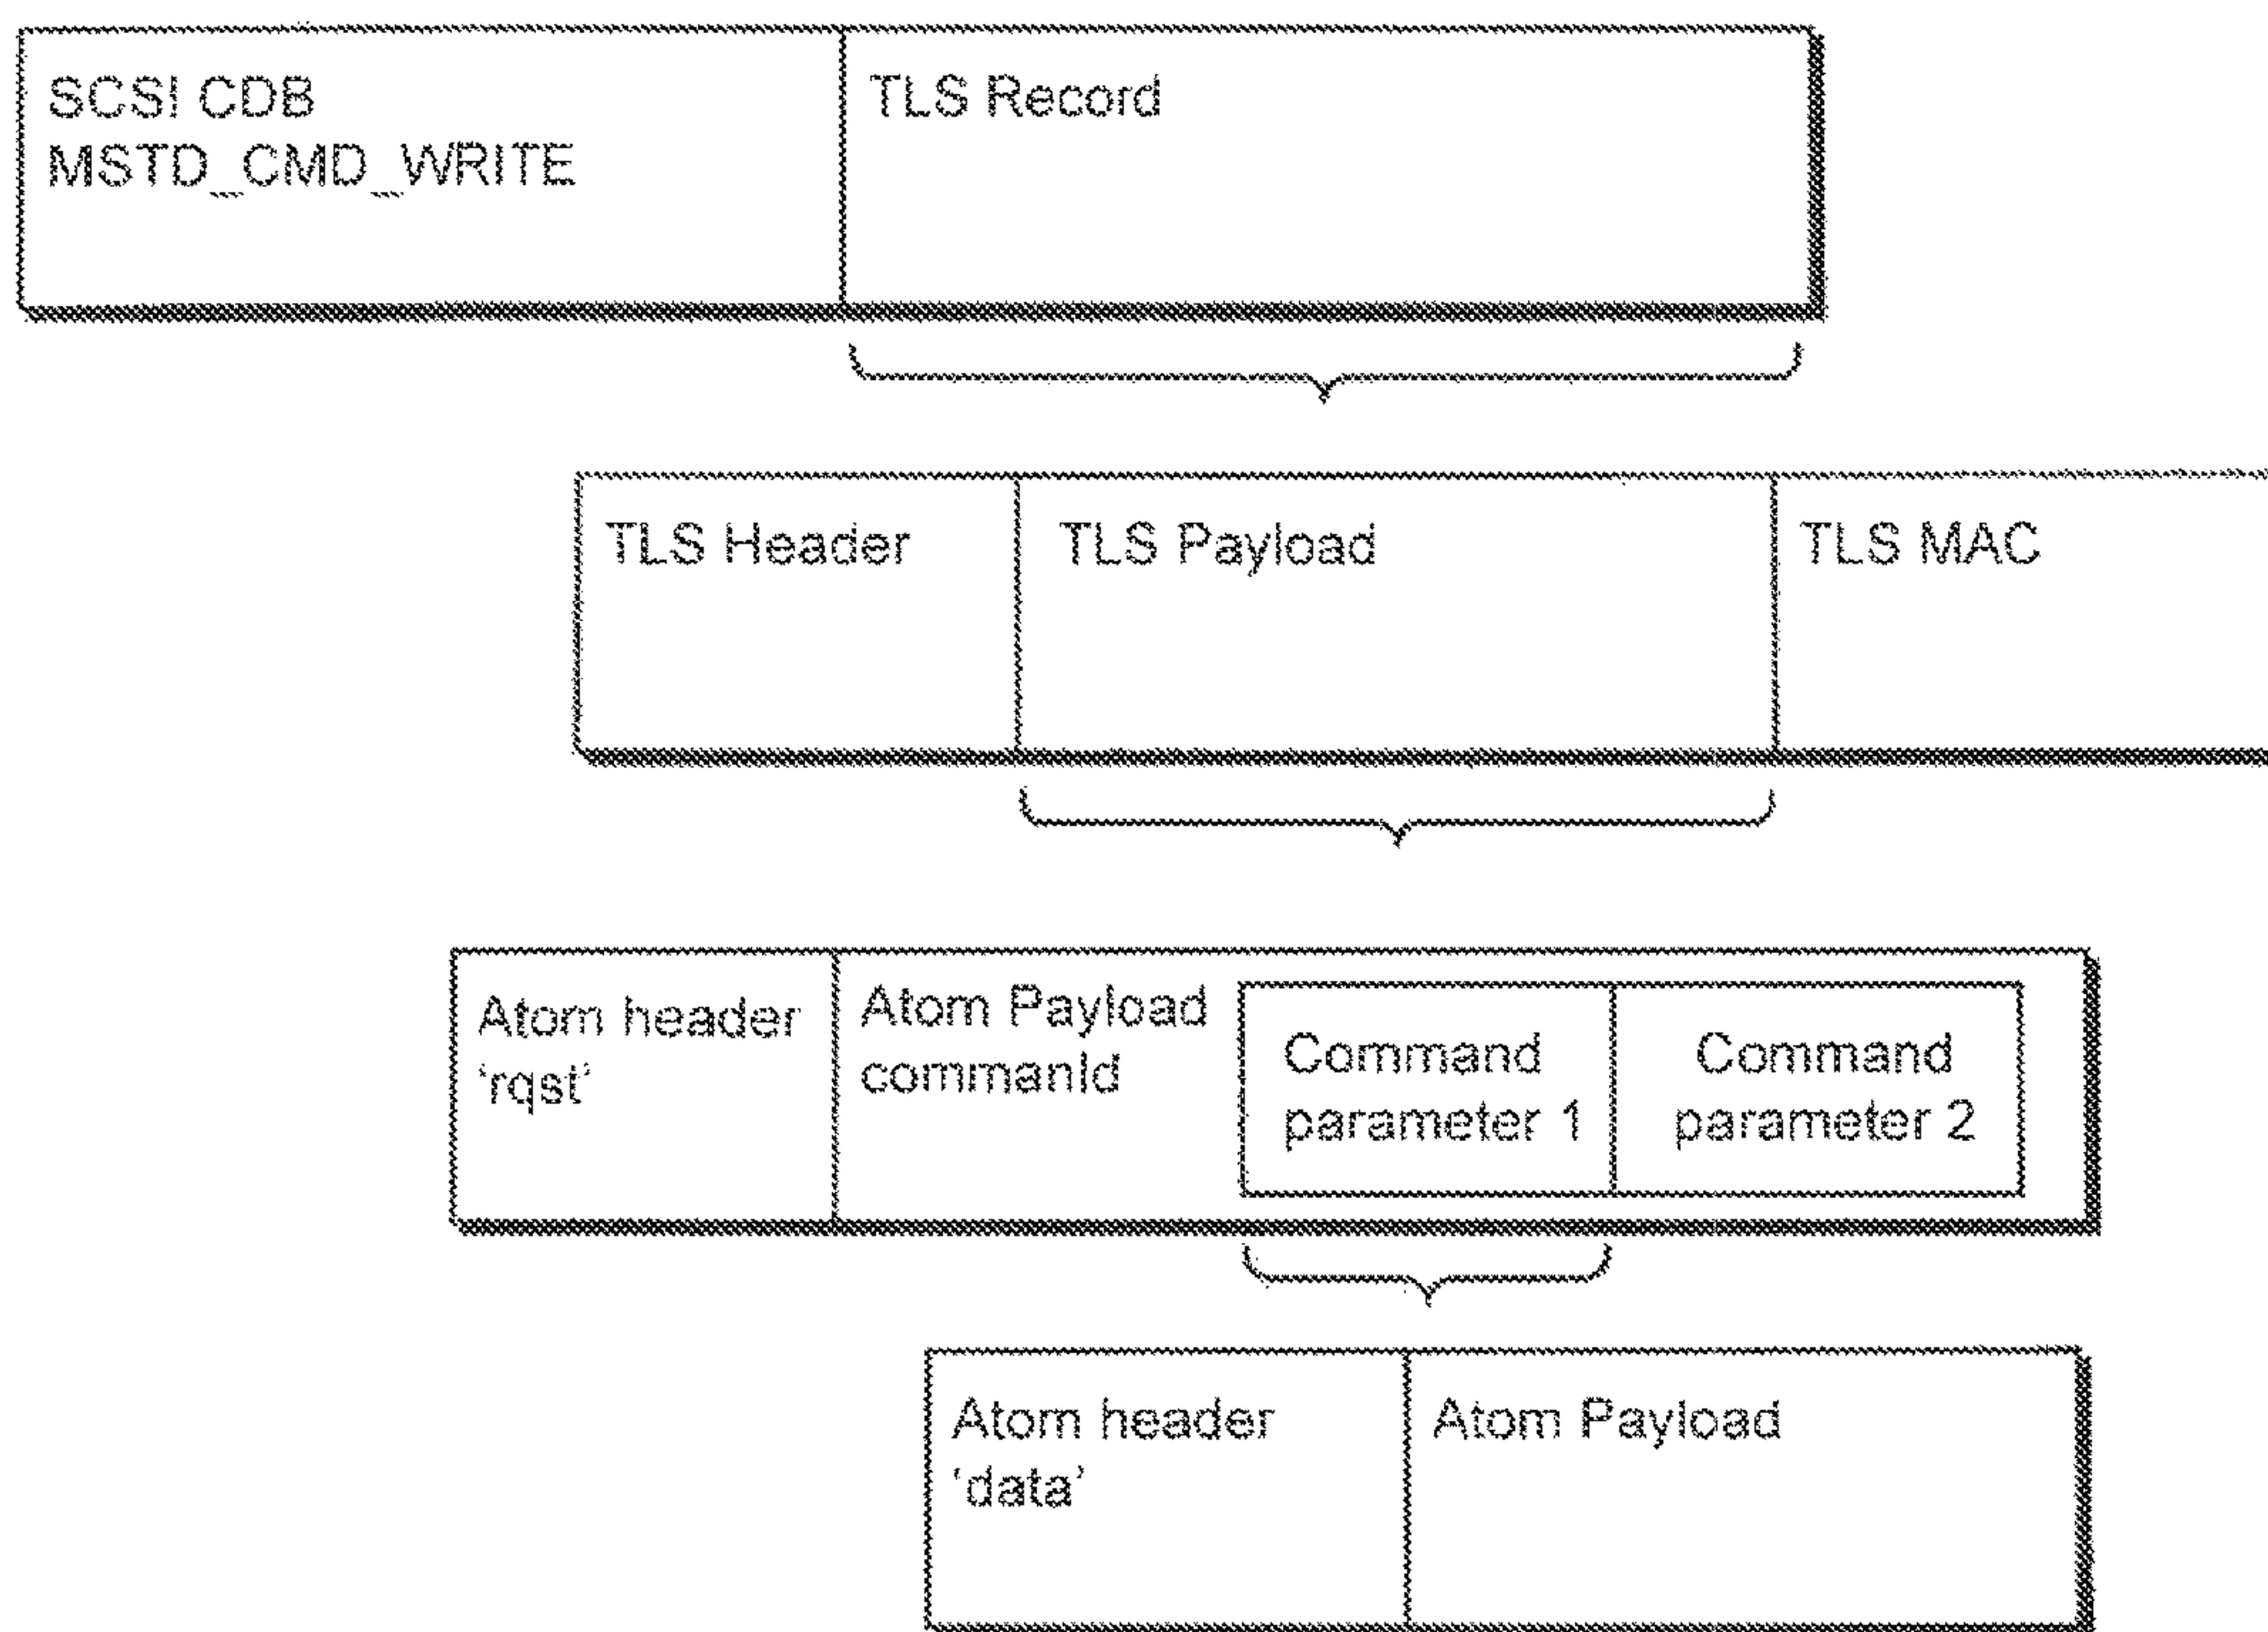 SCSI CDB
MSTD_CMD_WRITE
TLS Record
TLS Header
TLS Payload
TLS MAC
Atom header
'rqst'
Atom Payload
commanId
Command
parameter 1
Command
parameter 2
Atom header
'data'
Atom Payload